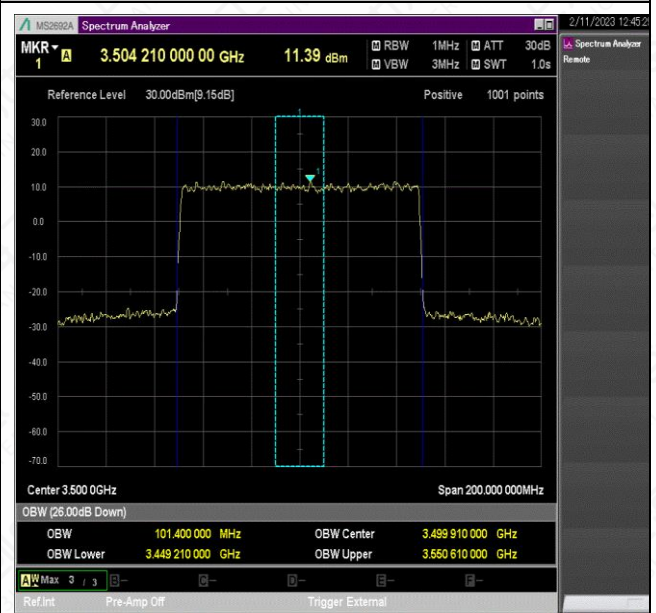 MS2692A Spectrum Analyzer
2/11/2023 12:45:2
MKR A 3.504 210 000 00 GHz 11.39 dBm M RBW 1MHz M ATT 30dB
1 M VBW 3MHz M SWT 1.0s
Spectrum Analyzer
Remote
Reference Level 30.00dBm[9.15dB] Positive 1001 points
1
30.0
20.0
1
10.0
0.0
-10.0
-20.0
-30.0
-40.0
-50.0
-60.0
-70.0
Center 3.500 0GHz Span 200.000 000MHz
OBW (26.00dB Down)
OBW 101.400 000 MHz OBW Center 3.499 910 000 GHz
OBW Lower 3.449 210 000 GHz OBW Upper 3.550 610 000 GHz
A W Max 3 / 3 B- C- D- E- F-
Ref.Int Pre-Amp Off Trigger External